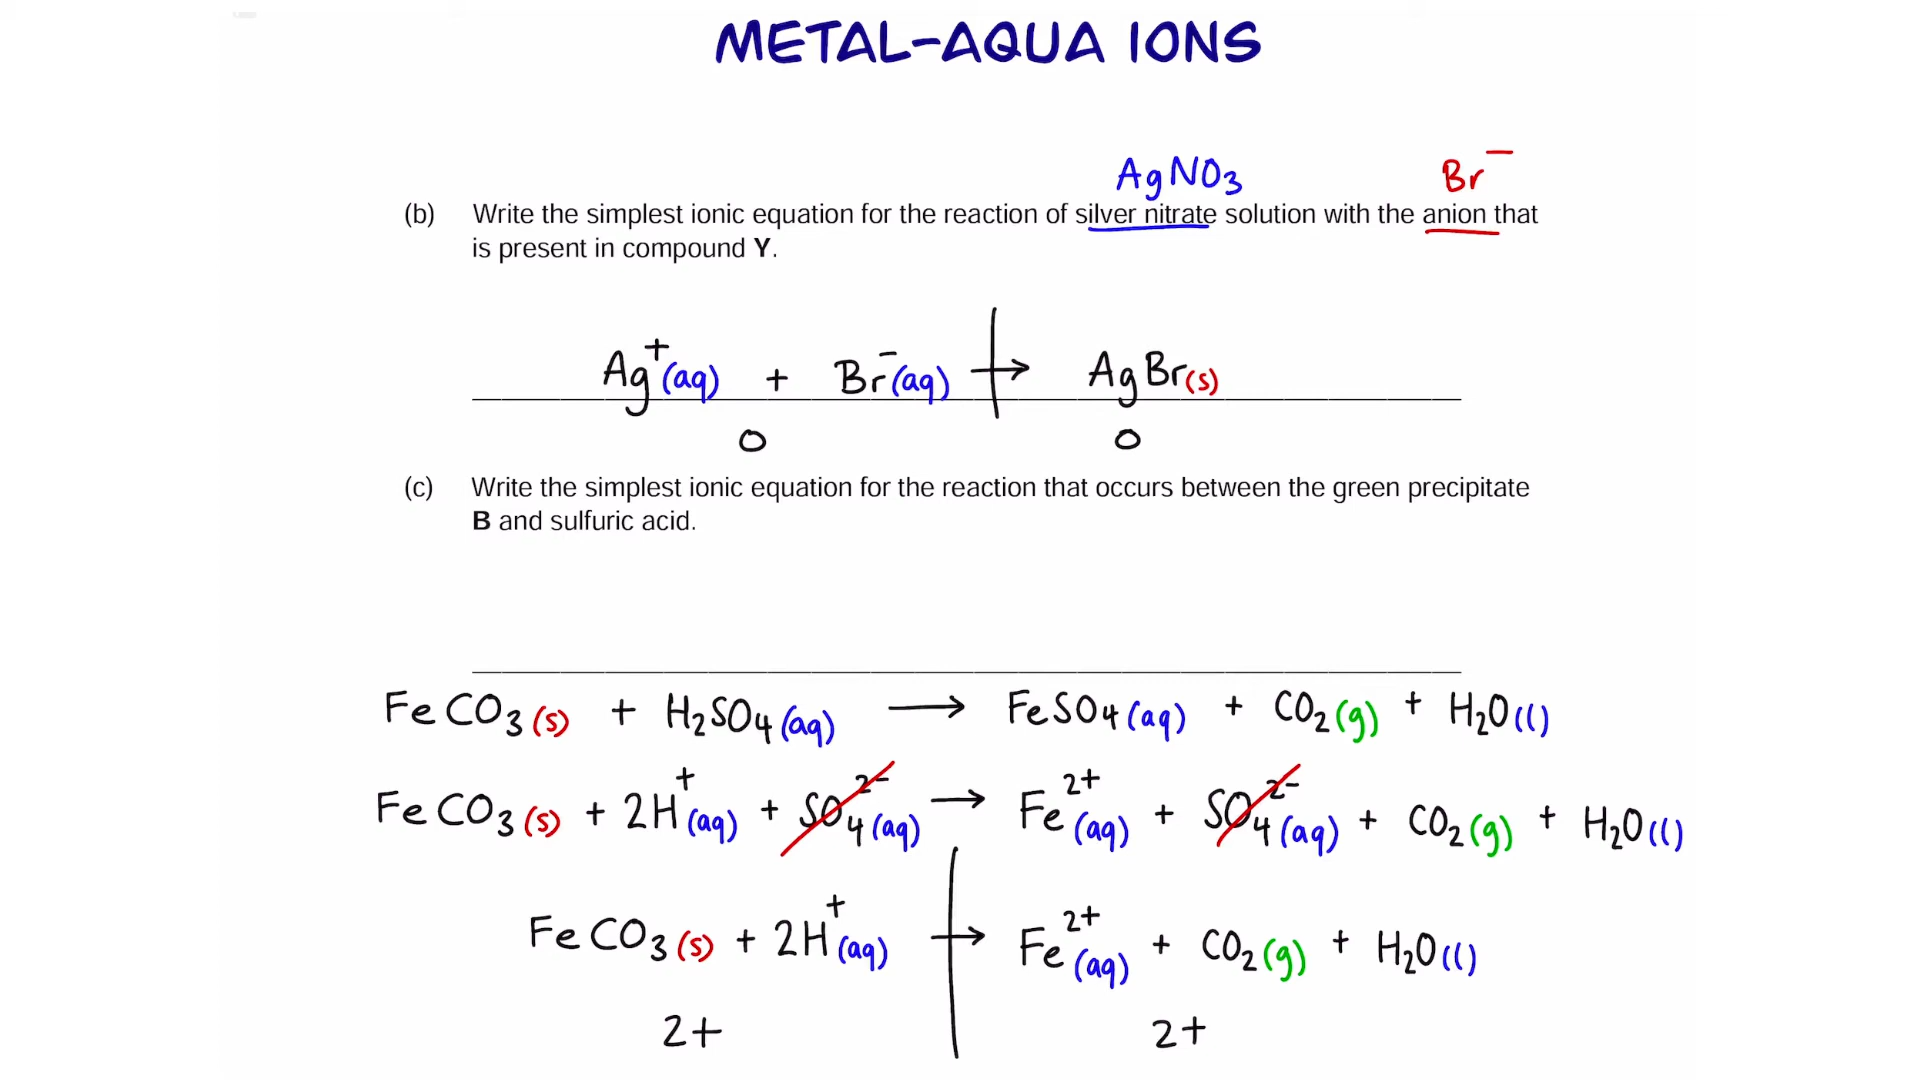 METAL-AQUA IONS
AgNO₃ Br⁻
(b) Write the simplest ionic equation for the reaction of silver nitrate solution with the anion that
is present in compound Y.
Ag⁺(aq) + Br⁻(aq) → AgBr(s)
0 0
(c) Write the simplest ionic equation for the reaction that occurs between the green precipitate
B and sulfuric acid.
FeCO₃(s) + H₂SO₄(aq) → FeSO₄(aq) + CO₂(g) + H₂O(l)
FeCO₃(s) + 2H⁺(aq) + SO₄²⁻(aq) → Fe²⁺(aq) + SO₄²⁻(aq) + CO₂(g) + H₂O(l)
FeCO₃(s) + 2H⁺(aq) → Fe²⁺(aq) + CO₂(g) + H₂O(l)
2+ 2+